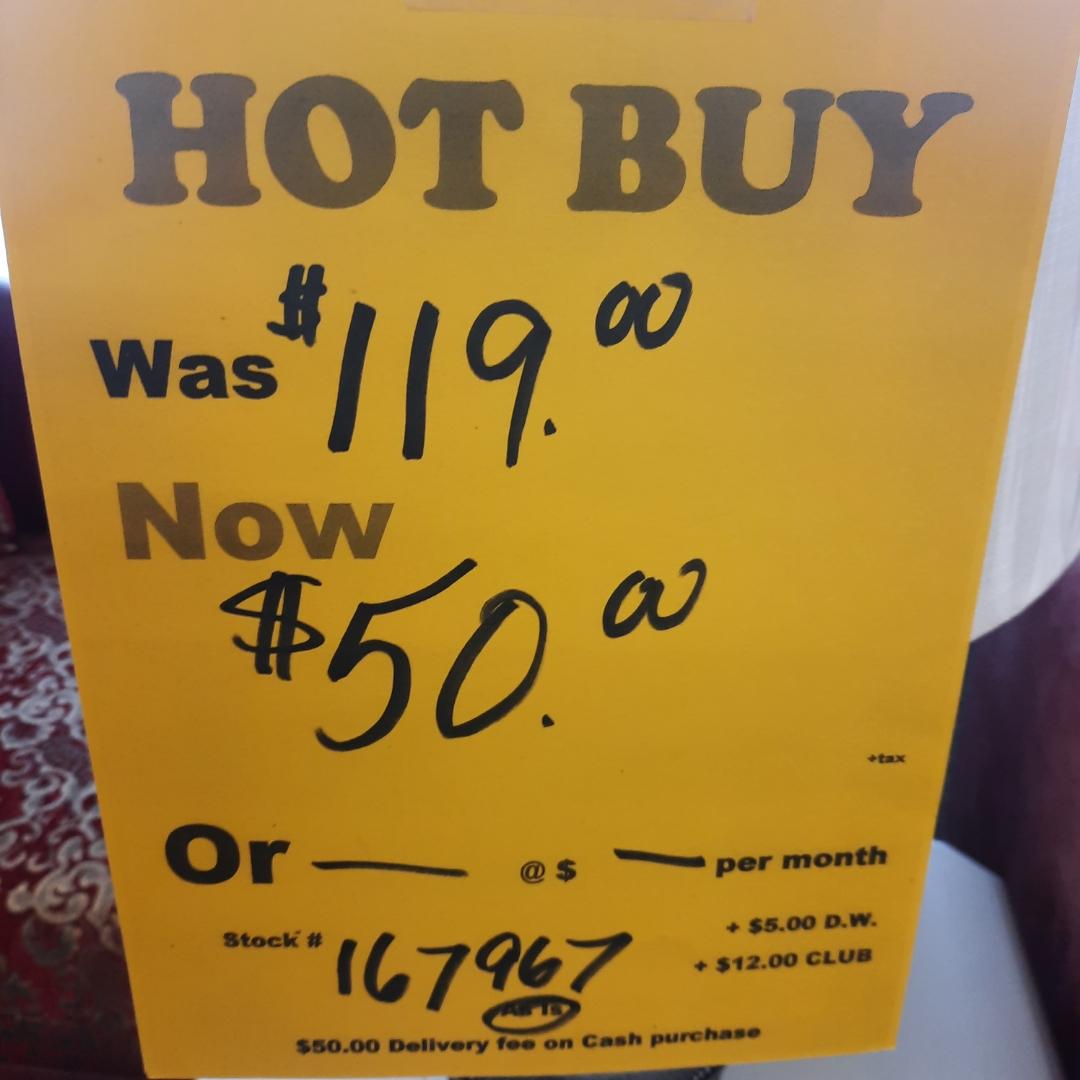 HOT BUY
Was $119.00
Now
$50.00
+tax
Or — @ $ — per month
Stock # 167967
+ $5.00 D.W.
+ $12.00 CLUB
As Is
$50.00 Delivery fee on Cash purchase